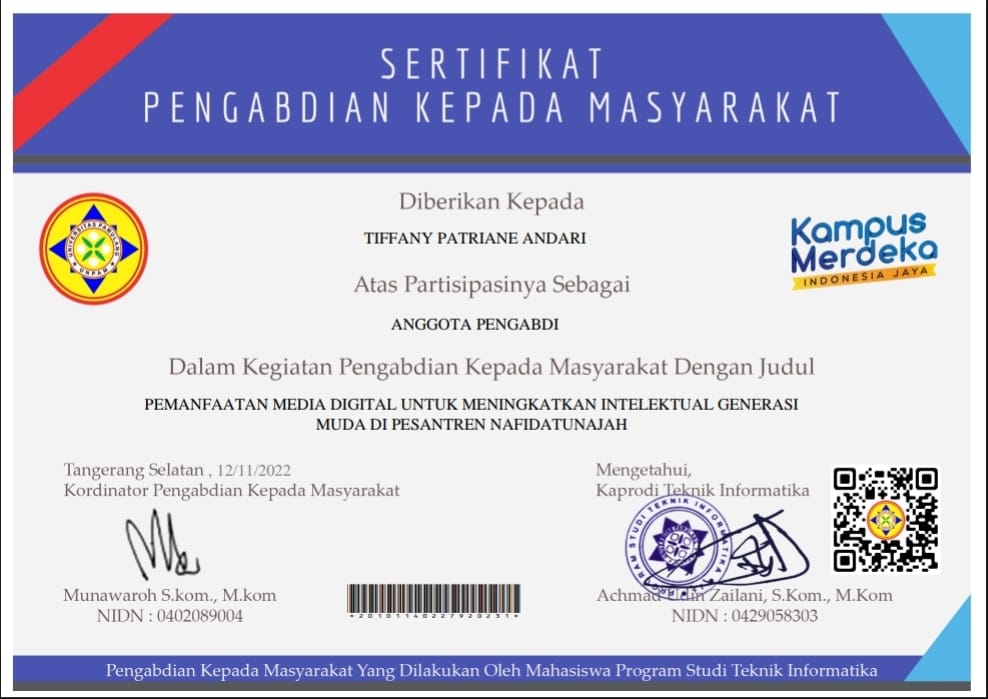 SERTIFIKAT
PENGABDIAN KEPADA MASYARAKAT
UNIVERSITAS PAMULANG
UNPAM
Diberikan Kepada
TIFFANY PATRIANE ANDARI
Kampus
Merdeka
INDONESIA JAYA
Atas Partisipasinya Sebagai
ANGGOTA PENGABDI
Dalam Kegiatan Pengabdian Kepada Masyarakat Dengan Judul
PEMANFAATAN MEDIA DIGITAL UNTUK MENINGKATKAN INTELEKTUAL GENERASI
MUDA DI PESANTREN NAFIDATUNAJAH
Tangerang Selatan , 12/11/2022
Kordinator Pengabdian Kepada Masyarakat
Munawaroh S.kom., M.kom
NIDN : 0402089004
*20101140227920231*
Mengetahui,
Kaprodi Teknik Informatika
PROGRAM STUDI TEKNIK INFORMATIKA
Achmad Udin Zailani, S.Kom., M.Kom
NIDN : 0429058303
Pengabdian Kepada Masyarakat Yang Dilakukan Oleh Mahasiswa Program Studi Teknik Informatika